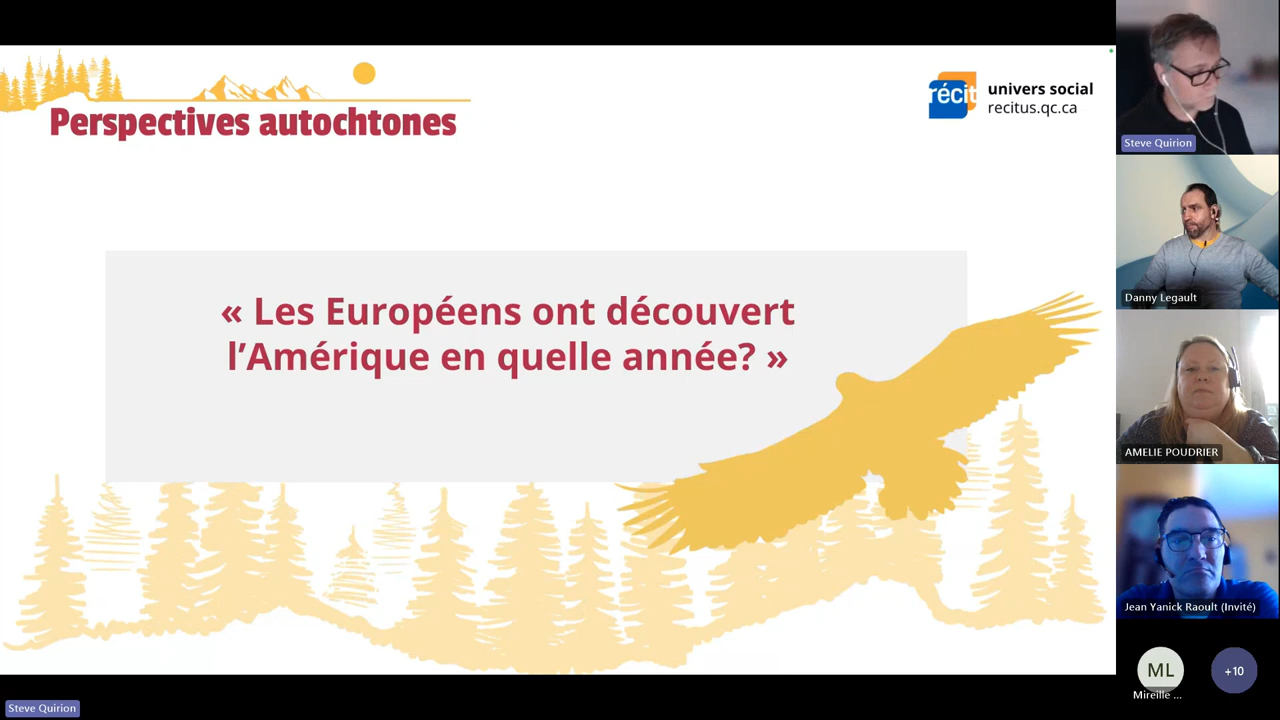 Perspectives autochtones
récit
univers social
recitus.qc.ca
« Les Européens ont découvert
l’Amérique en quelle année? »
Steve Quirion
Danny Legault
AMELIE POUDRIER
Jean Yanick Raoult (Invité)
ML
Mireille ...
+10
Steve Quirion